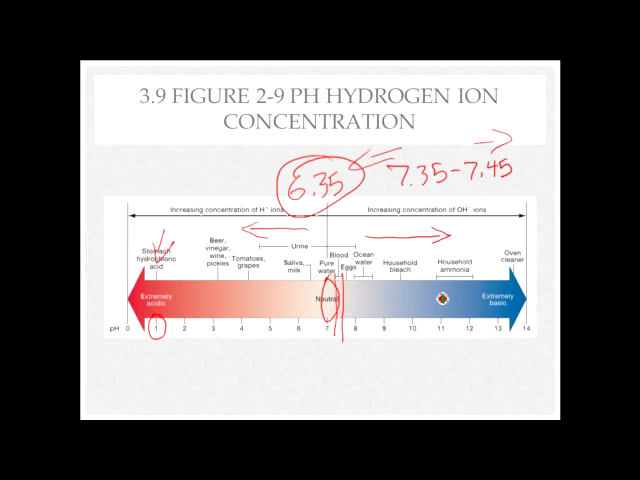 3.9 FIGURE 2-9 PH HYDROGEN ION
CONCENTRATION
6.35
7.35-7.45
Increasing concentration of H⁻ ions
Increasing concentration of OH⁻ ions
Stomach
hydrochloric
acid
Beer,
vinegar,
wine,
pickles
Tomatoes,
grapes
Urine
Saliva,
milk
Pure
water
Blood
Eggs
Ocean
water
Household
bleach
Household
ammonia
Oven
cleaner
Extremely
acidic
Neutral
Extremely
basic
pH 0 1 2 3 4 5 6 7 8 9 10 11 12 13 14